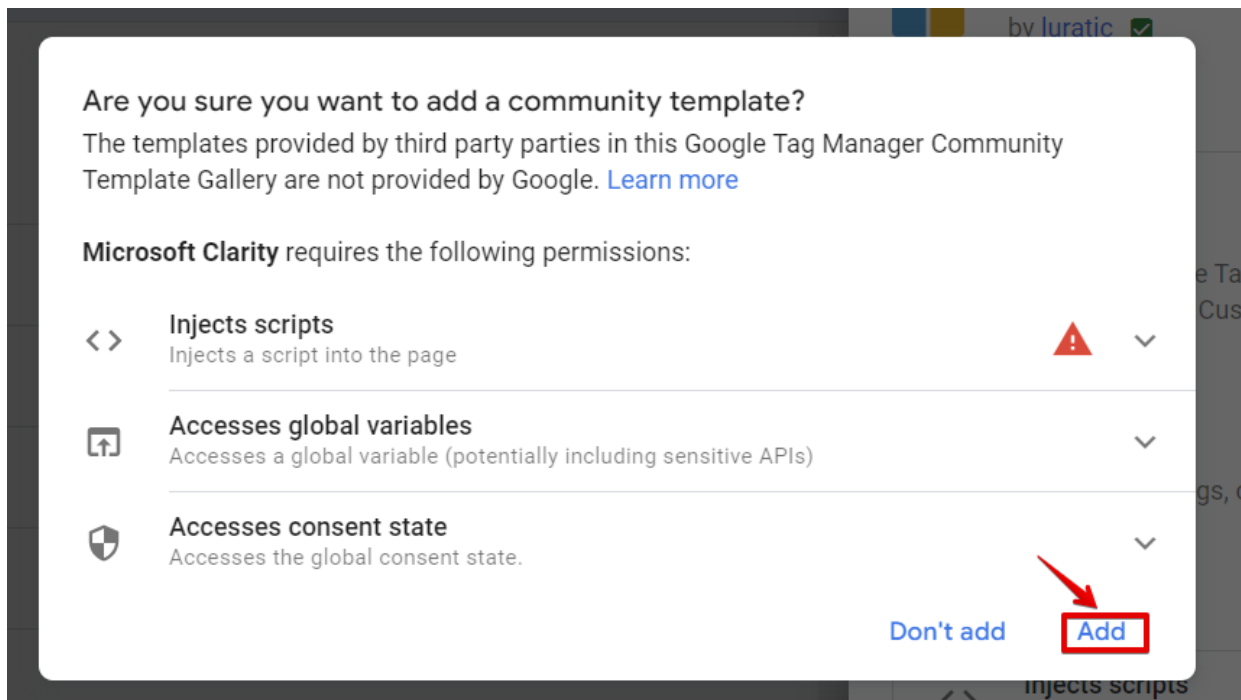 by luratic
Are you sure you want to add a community template?
The templates provided by third party parties in this Google Tag Manager Community
Template Gallery are not provided by Google. Learn more
Microsoft Clarity requires the following permissions:
Injects scripts
Injects a script into the page
e Ta
Cus
Accesses global variables
Accesses a global variable (potentially including sensitive APIs)
gs,
Accesses consent state
Accesses the global consent state.
Don't add Add
Injects scripts